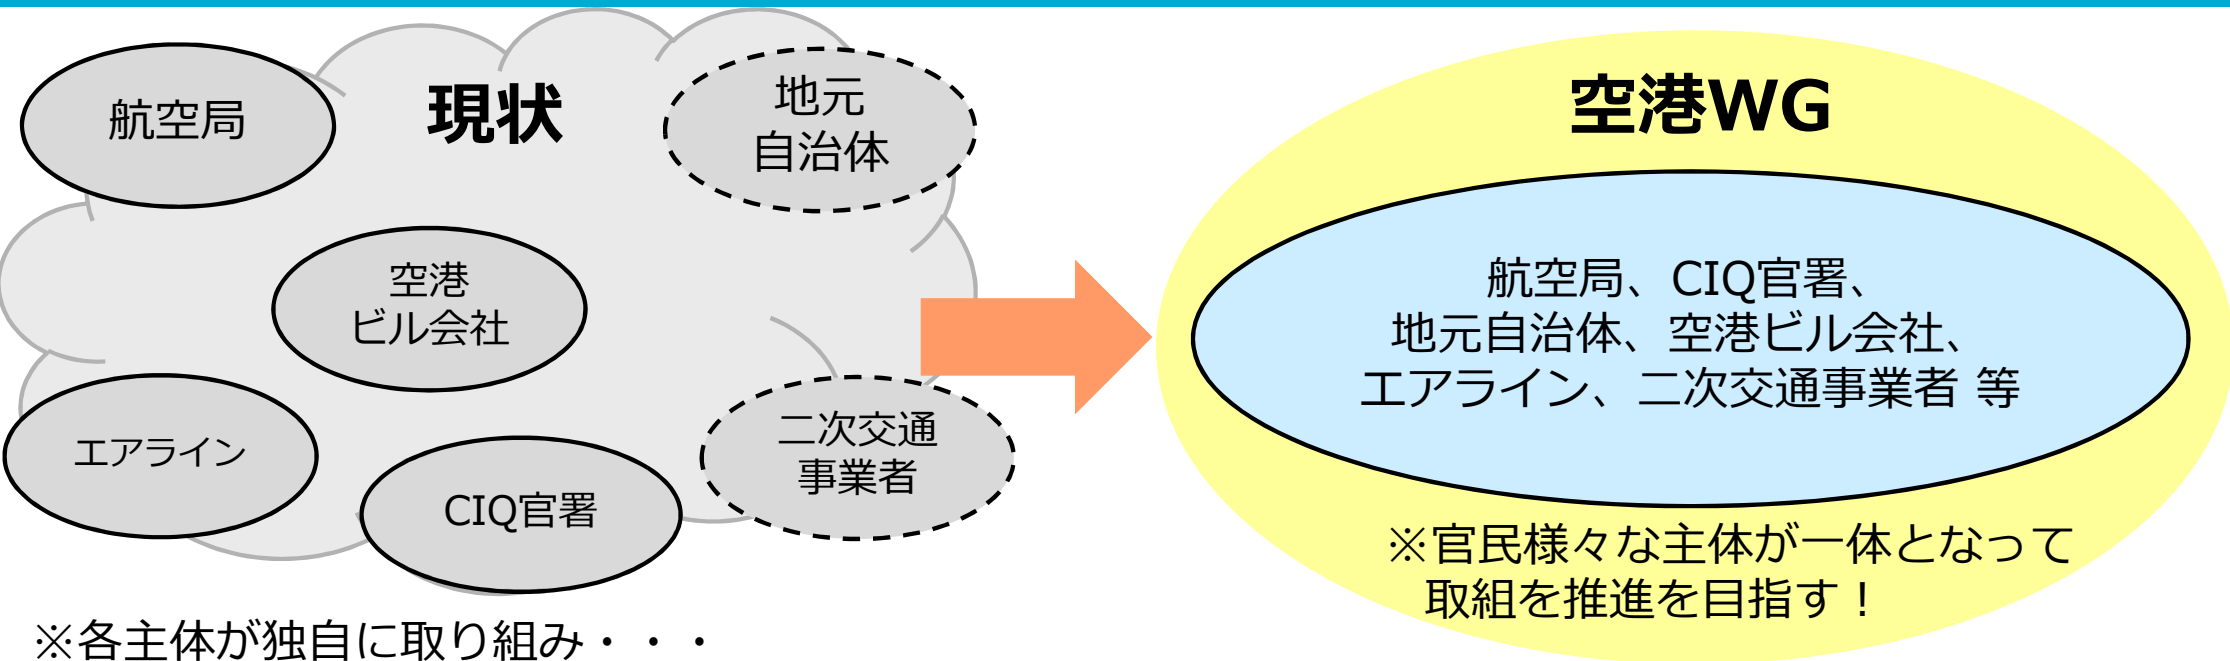 現状
航空局
地元
自治体
空港
ビル会社
エアライン
CIQ官署
二次交通
事業者
※各主体が独自に取り組み・・・
空港WG
航空局、CIQ官署、
地元自治体、空港ビル会社、
エアライン、二次交通事業者 等
※官民様々な主体が一体となって
取組を推進を目指す！